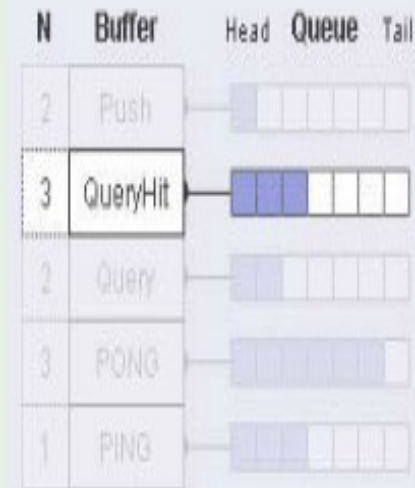 N Buffer Head Queue Tail
2 Push
3 QueryHit
2 Query
3 PONG
1 PING